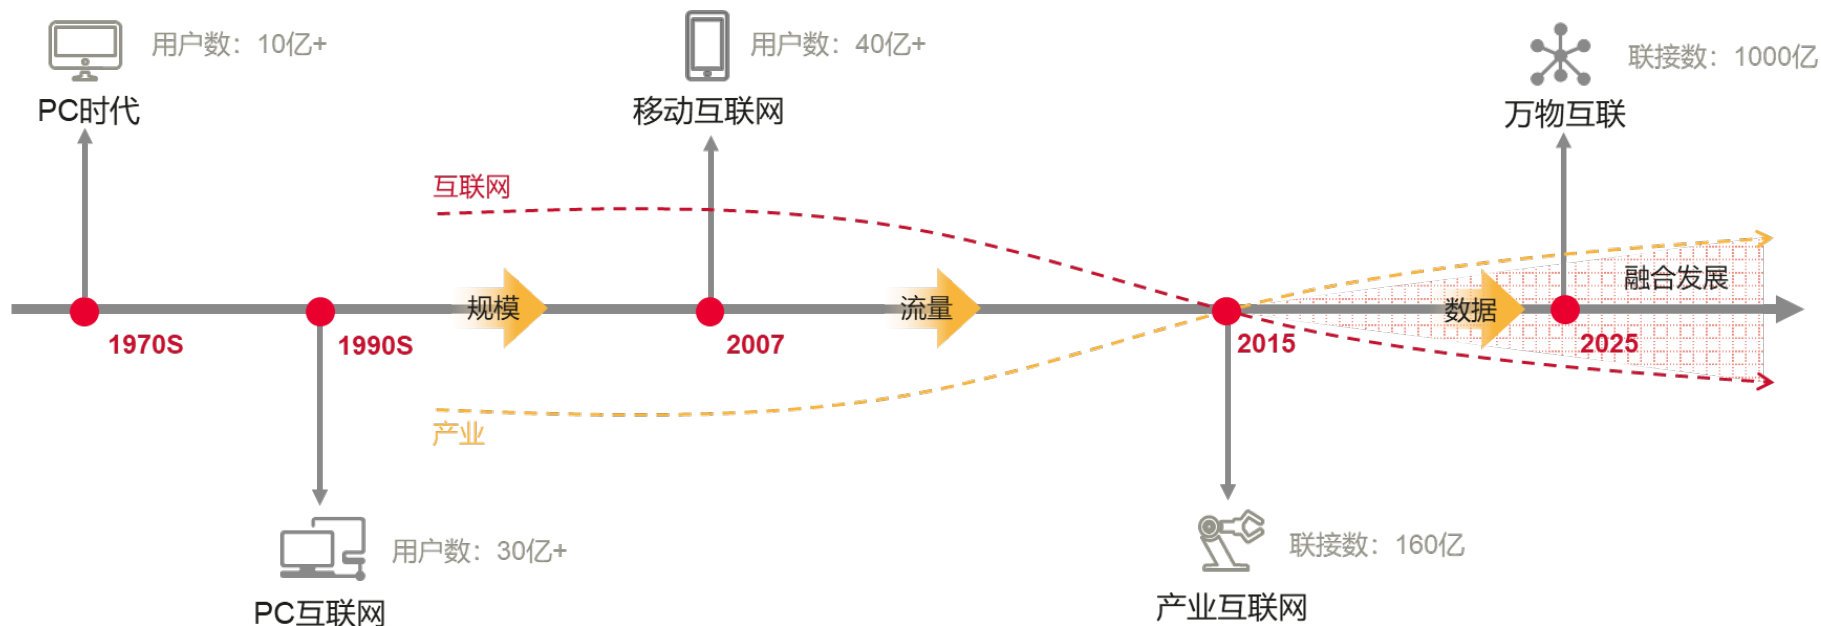 用户数：10亿+
PC时代
用户数：40亿+
移动互联网
联接数：1000亿
万物互联
互联网
规模
流量
数据
融合发展
1970S
1990S
2007
2015
2025
产业
用户数：30亿+
PC互联网
联接数：160亿
产业互联网